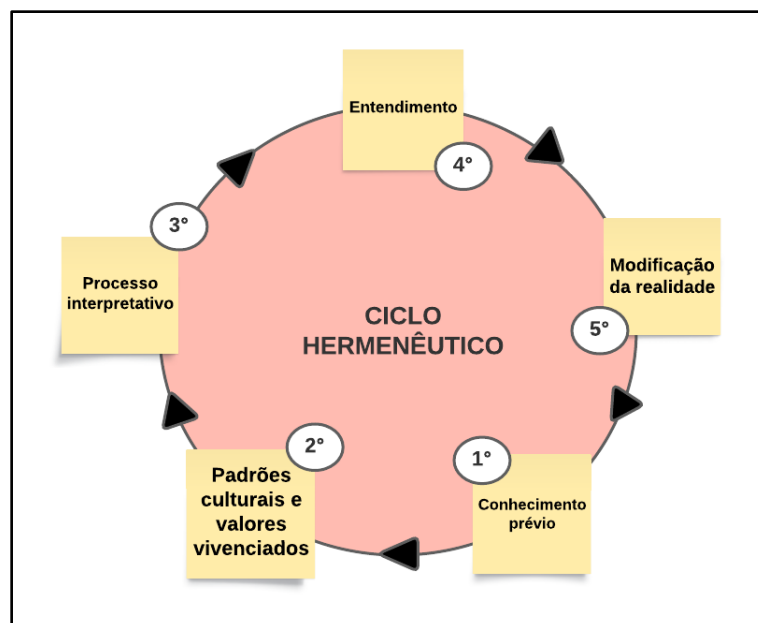 Entendimento
4°
3°
Processo
interpretativo
Modificação
da realidade
5°
CICLO
HERMENÊUTICO
2°
Padrões
culturais e
valores
vivenciados
1°
Conhecimento
prévio